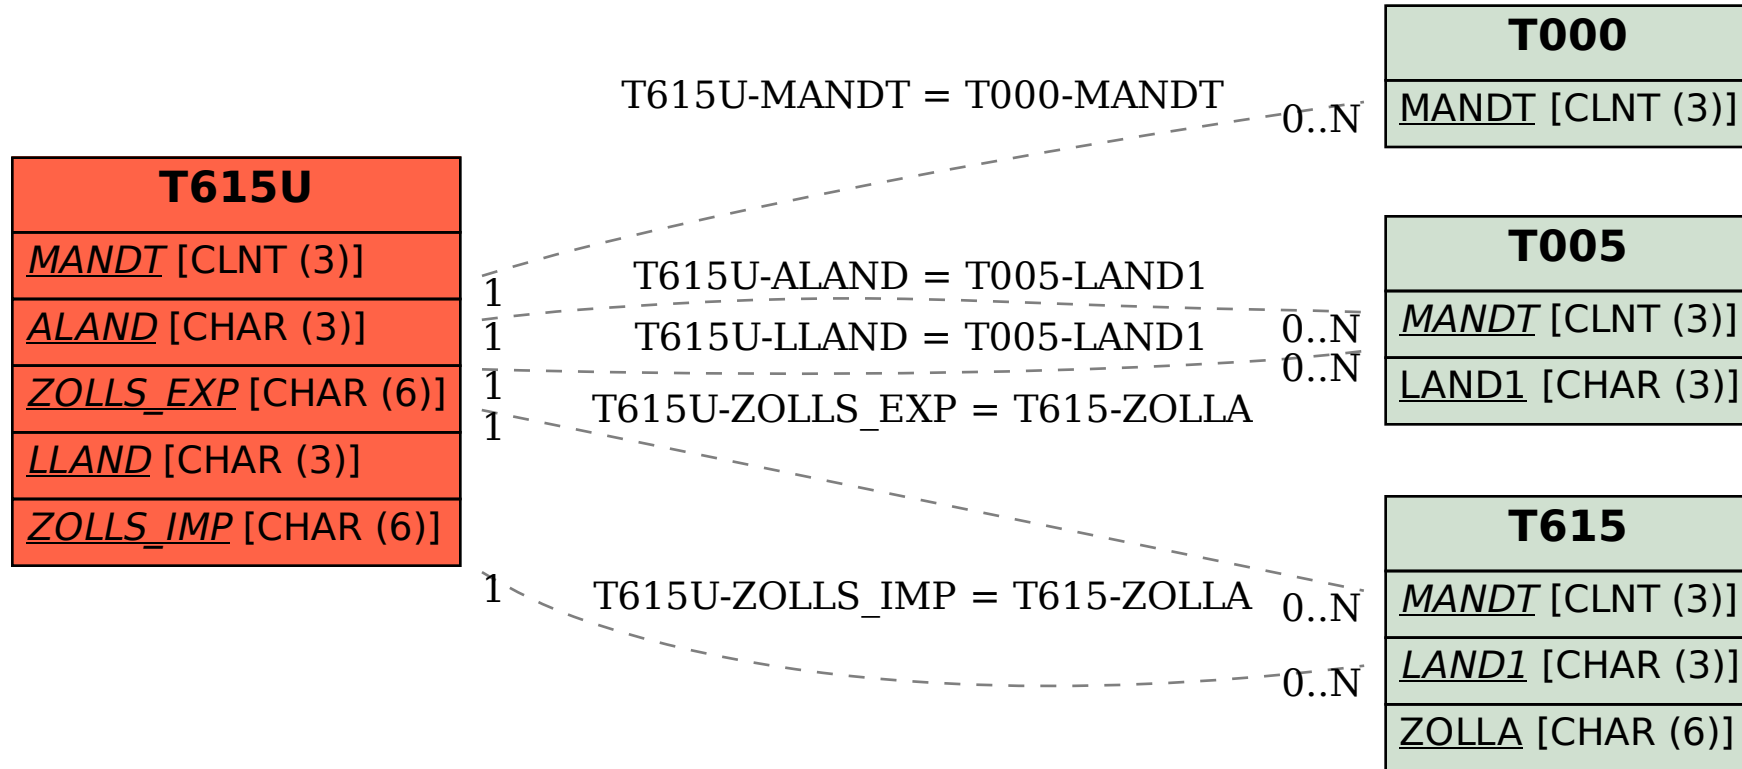 T615U
MANDT [CLNT (3)]
ALAND [CHAR (3)]
ZOLLS_EXP [CHAR (6)]
LLAND [CHAR (3)]
ZOLLS_IMP [CHAR (6)]
T615U-MANDT = T000-MANDT
1
0..N
T615U-ALAND = T005-LAND1
1
0..N
T615U-LLAND = T005-LAND1
1
0..N
T615U-ZOLLS_EXP = T615-ZOLLA
1
0..N
T615U-ZOLLS_IMP = T615-ZOLLA
1
0..N
T000
MANDT [CLNT (3)]
T005
MANDT [CLNT (3)]
LAND1 [CHAR (3)]
T615
MANDT [CLNT (3)]
LAND1 [CHAR (3)]
ZOLLA [CHAR (6)]